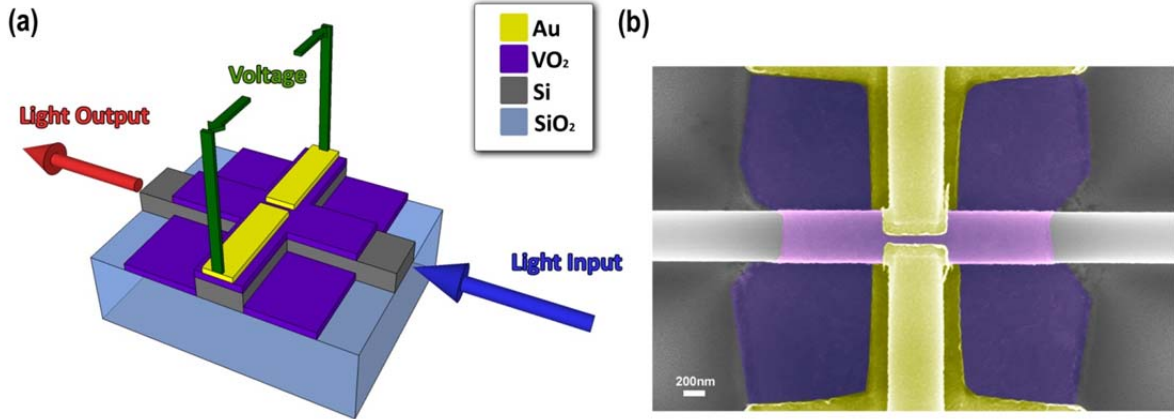 (a)
Voltage
Light Output
Light Input
Au
VO₂
Si
SiO₂
(b)
200nm